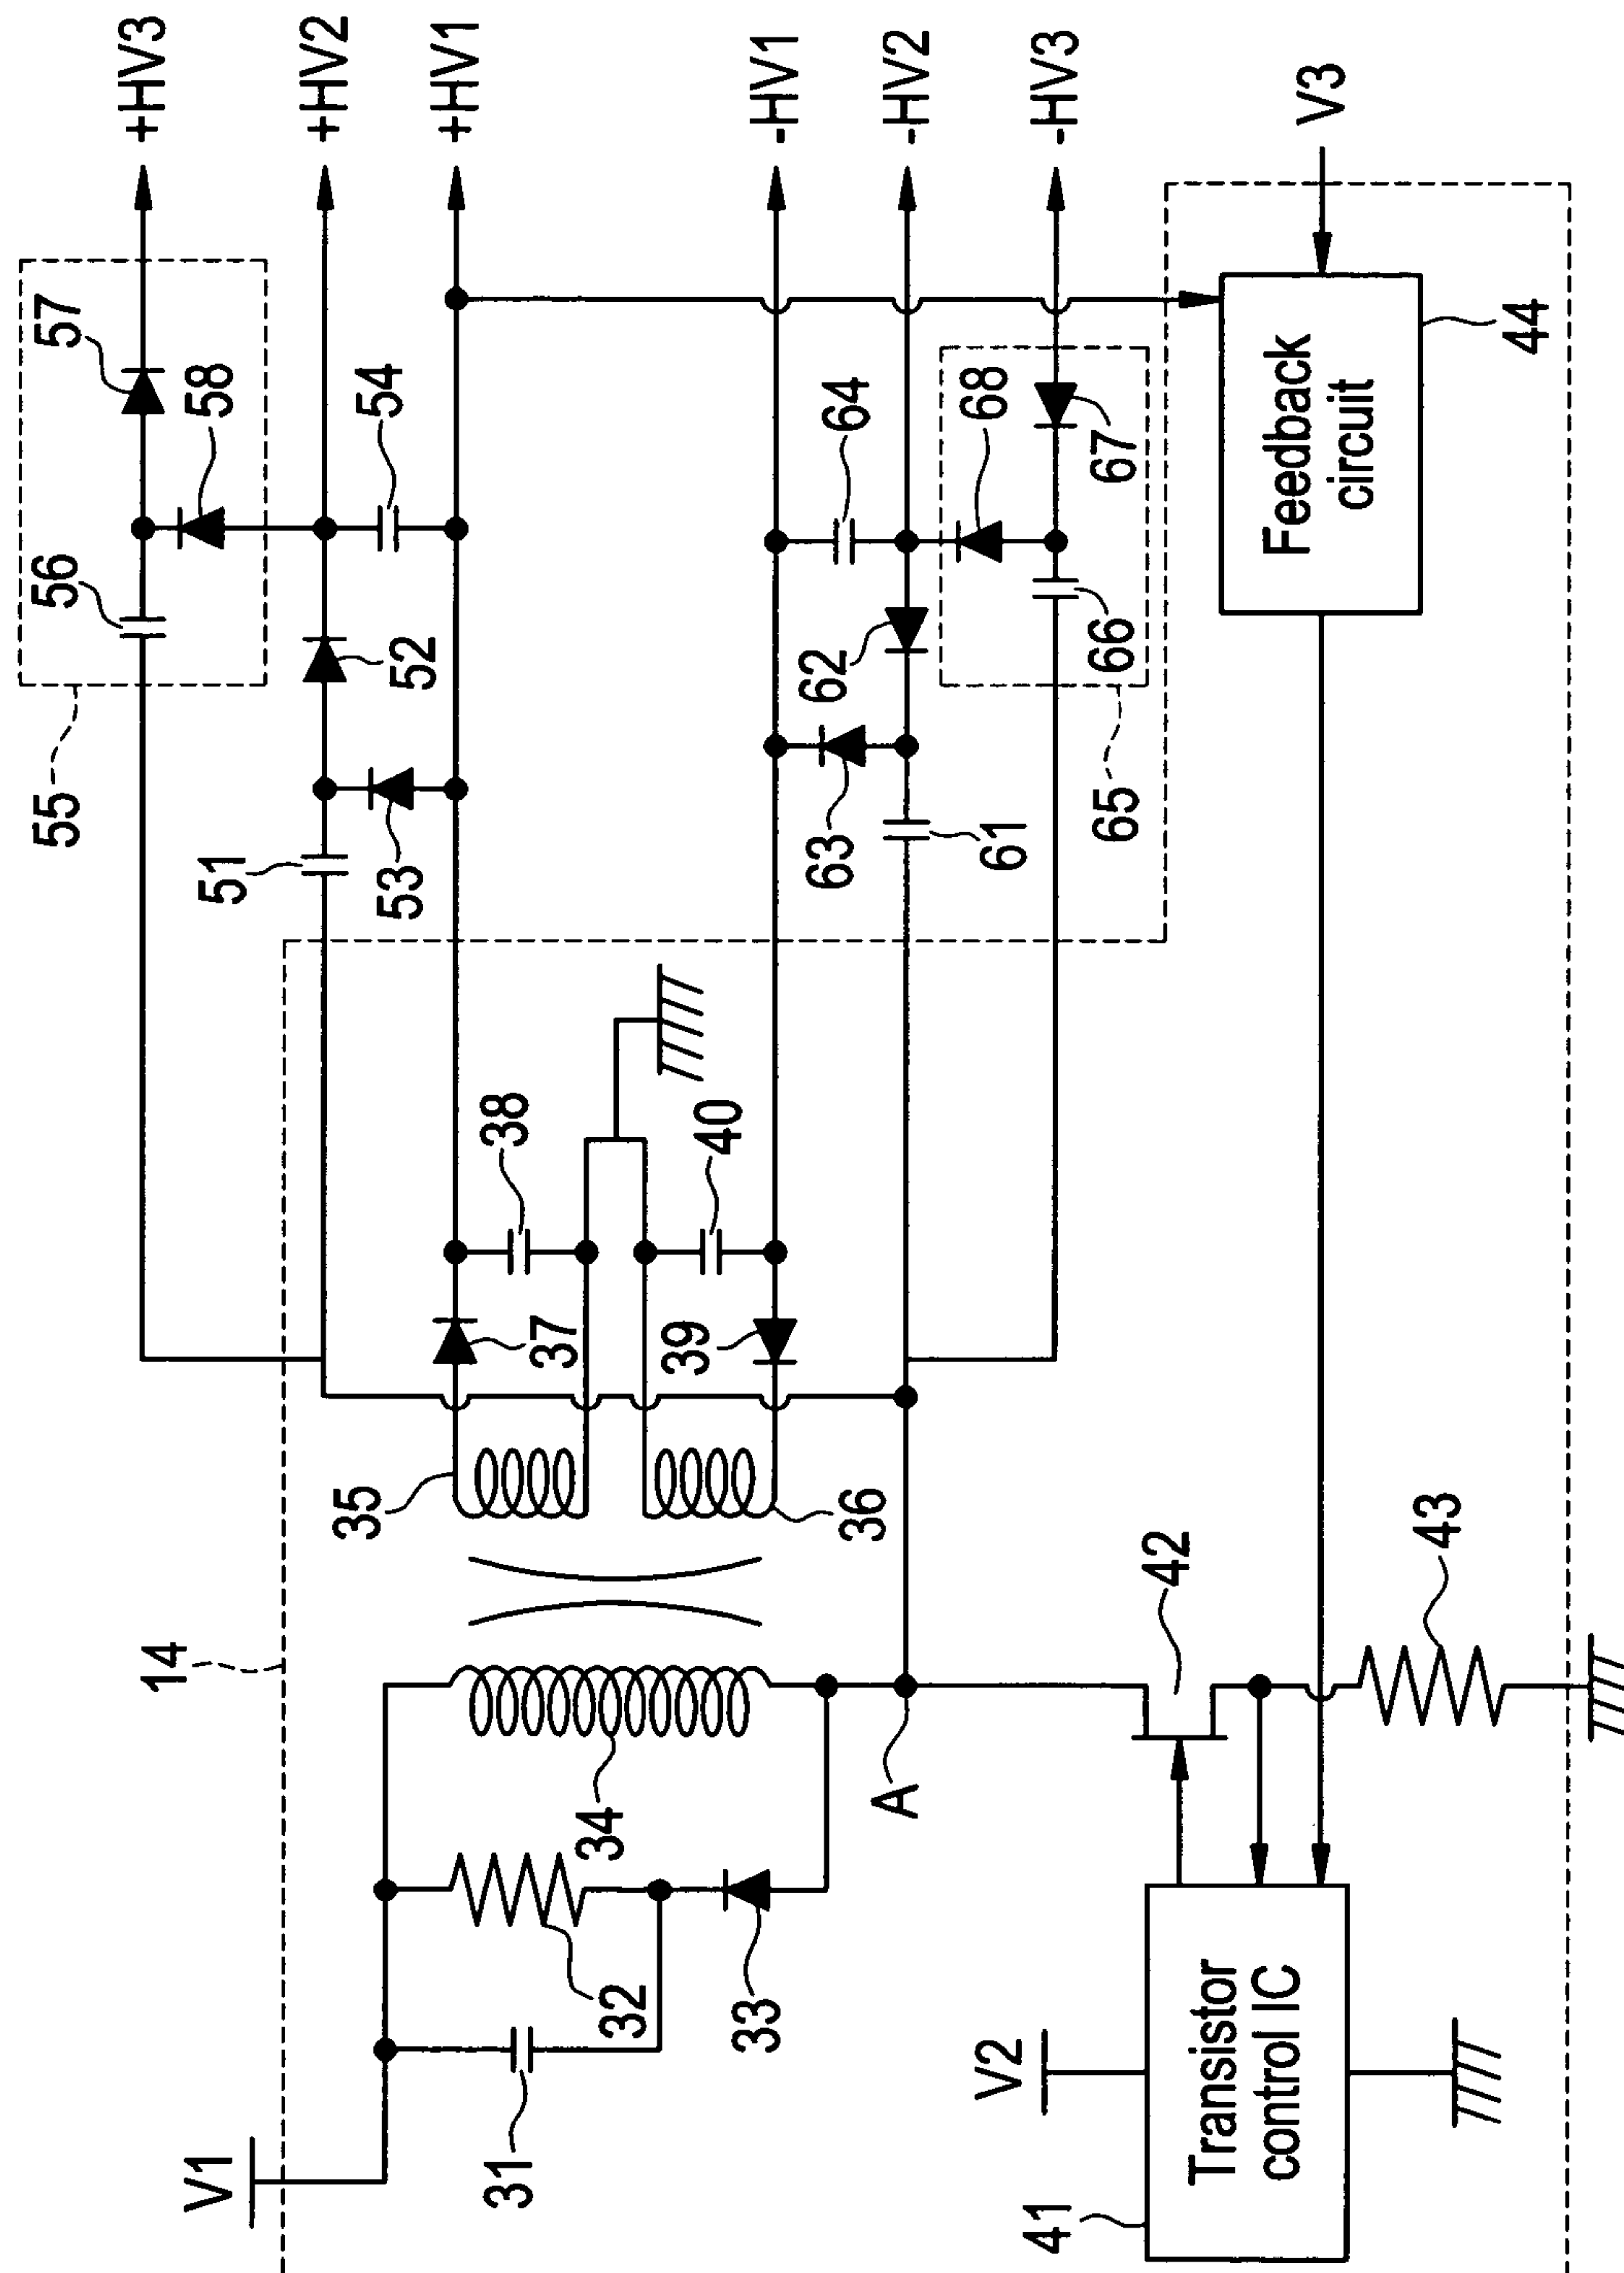 +HV3
+HV2
+HV1
-HV1
-HV2
-HV3
V3
57
58
54
56
52
55
51
53
64
68
67
62
66
63
61
65
Feedback
circuit
44
38
40
37
39
35
36
14
34
A
42
43
32
33
31
V1
V2
Transistor
control IC
41